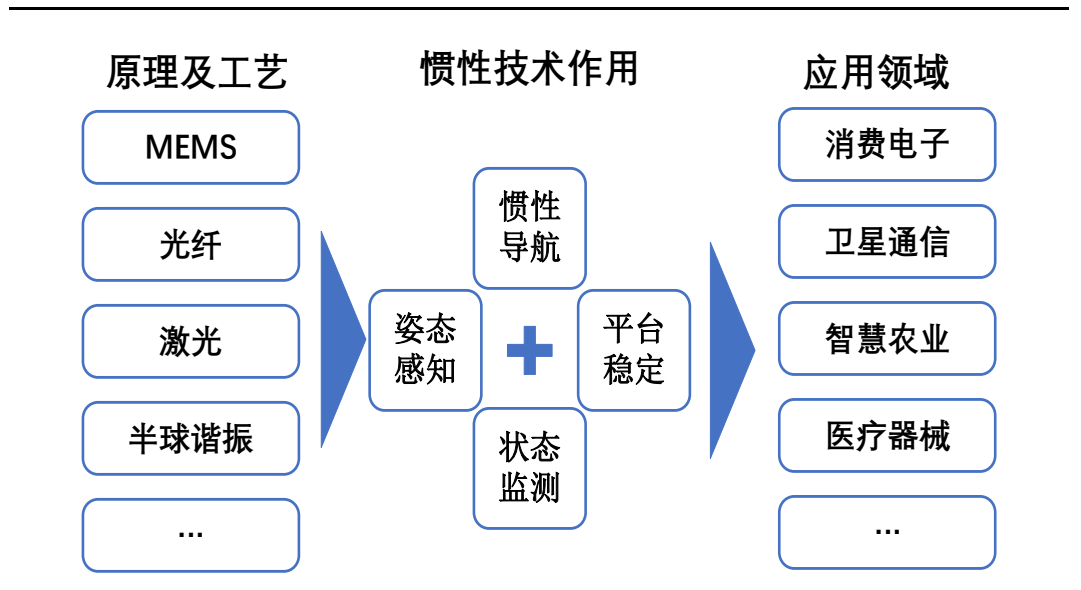 原理及工艺
MEMS
光纤
激光
半球谐振
...
惯性技术作用
惯性
导航
姿态
感知
平台
稳定
状态
监测
应用领域
消费电子
卫星通信
智慧农业
医疗器械
...